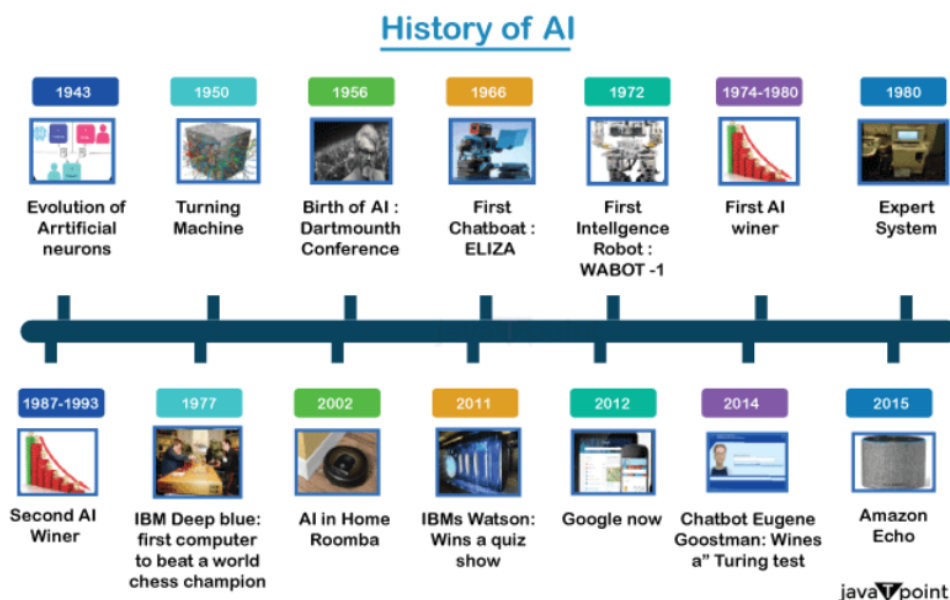 History of AI
1943
1950
1956
1966
1972
1974-1980
1980
Evolution of
Arrtificial
neurons
Turning
Machine
Birth of AI :
Dartmounth
Conference
First
Chatboat :
ELIZA
First
Intellgence
Robot :
WABOT -1
First AI
winer
Expert
System
1987-1993
1977
2002
2011
2012
2014
2015
Second AI
Winer
IBM Deep blue:
first computer
to beat a world
chess champion
AI in Home
Roomba
IBMs Watson:
Wins a quiz
show
Google now
Chatbot Eugene
Goostman: Wines
a” Turing test
Amazon
Echo
javaTpoint